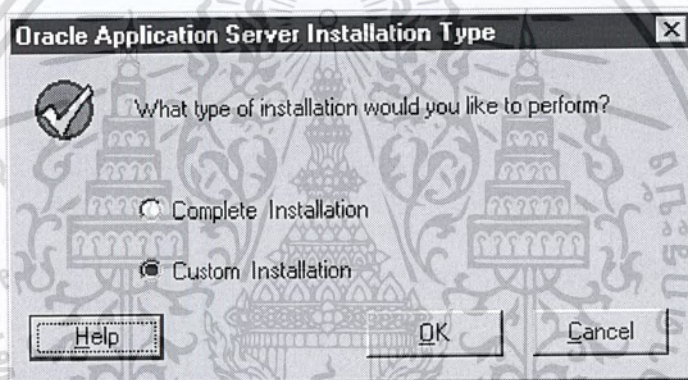 Oracle Application Server Installation Type
What type of installation would you like to perform?
Complete Installation
Custom Installation
Help
OK
Cancel